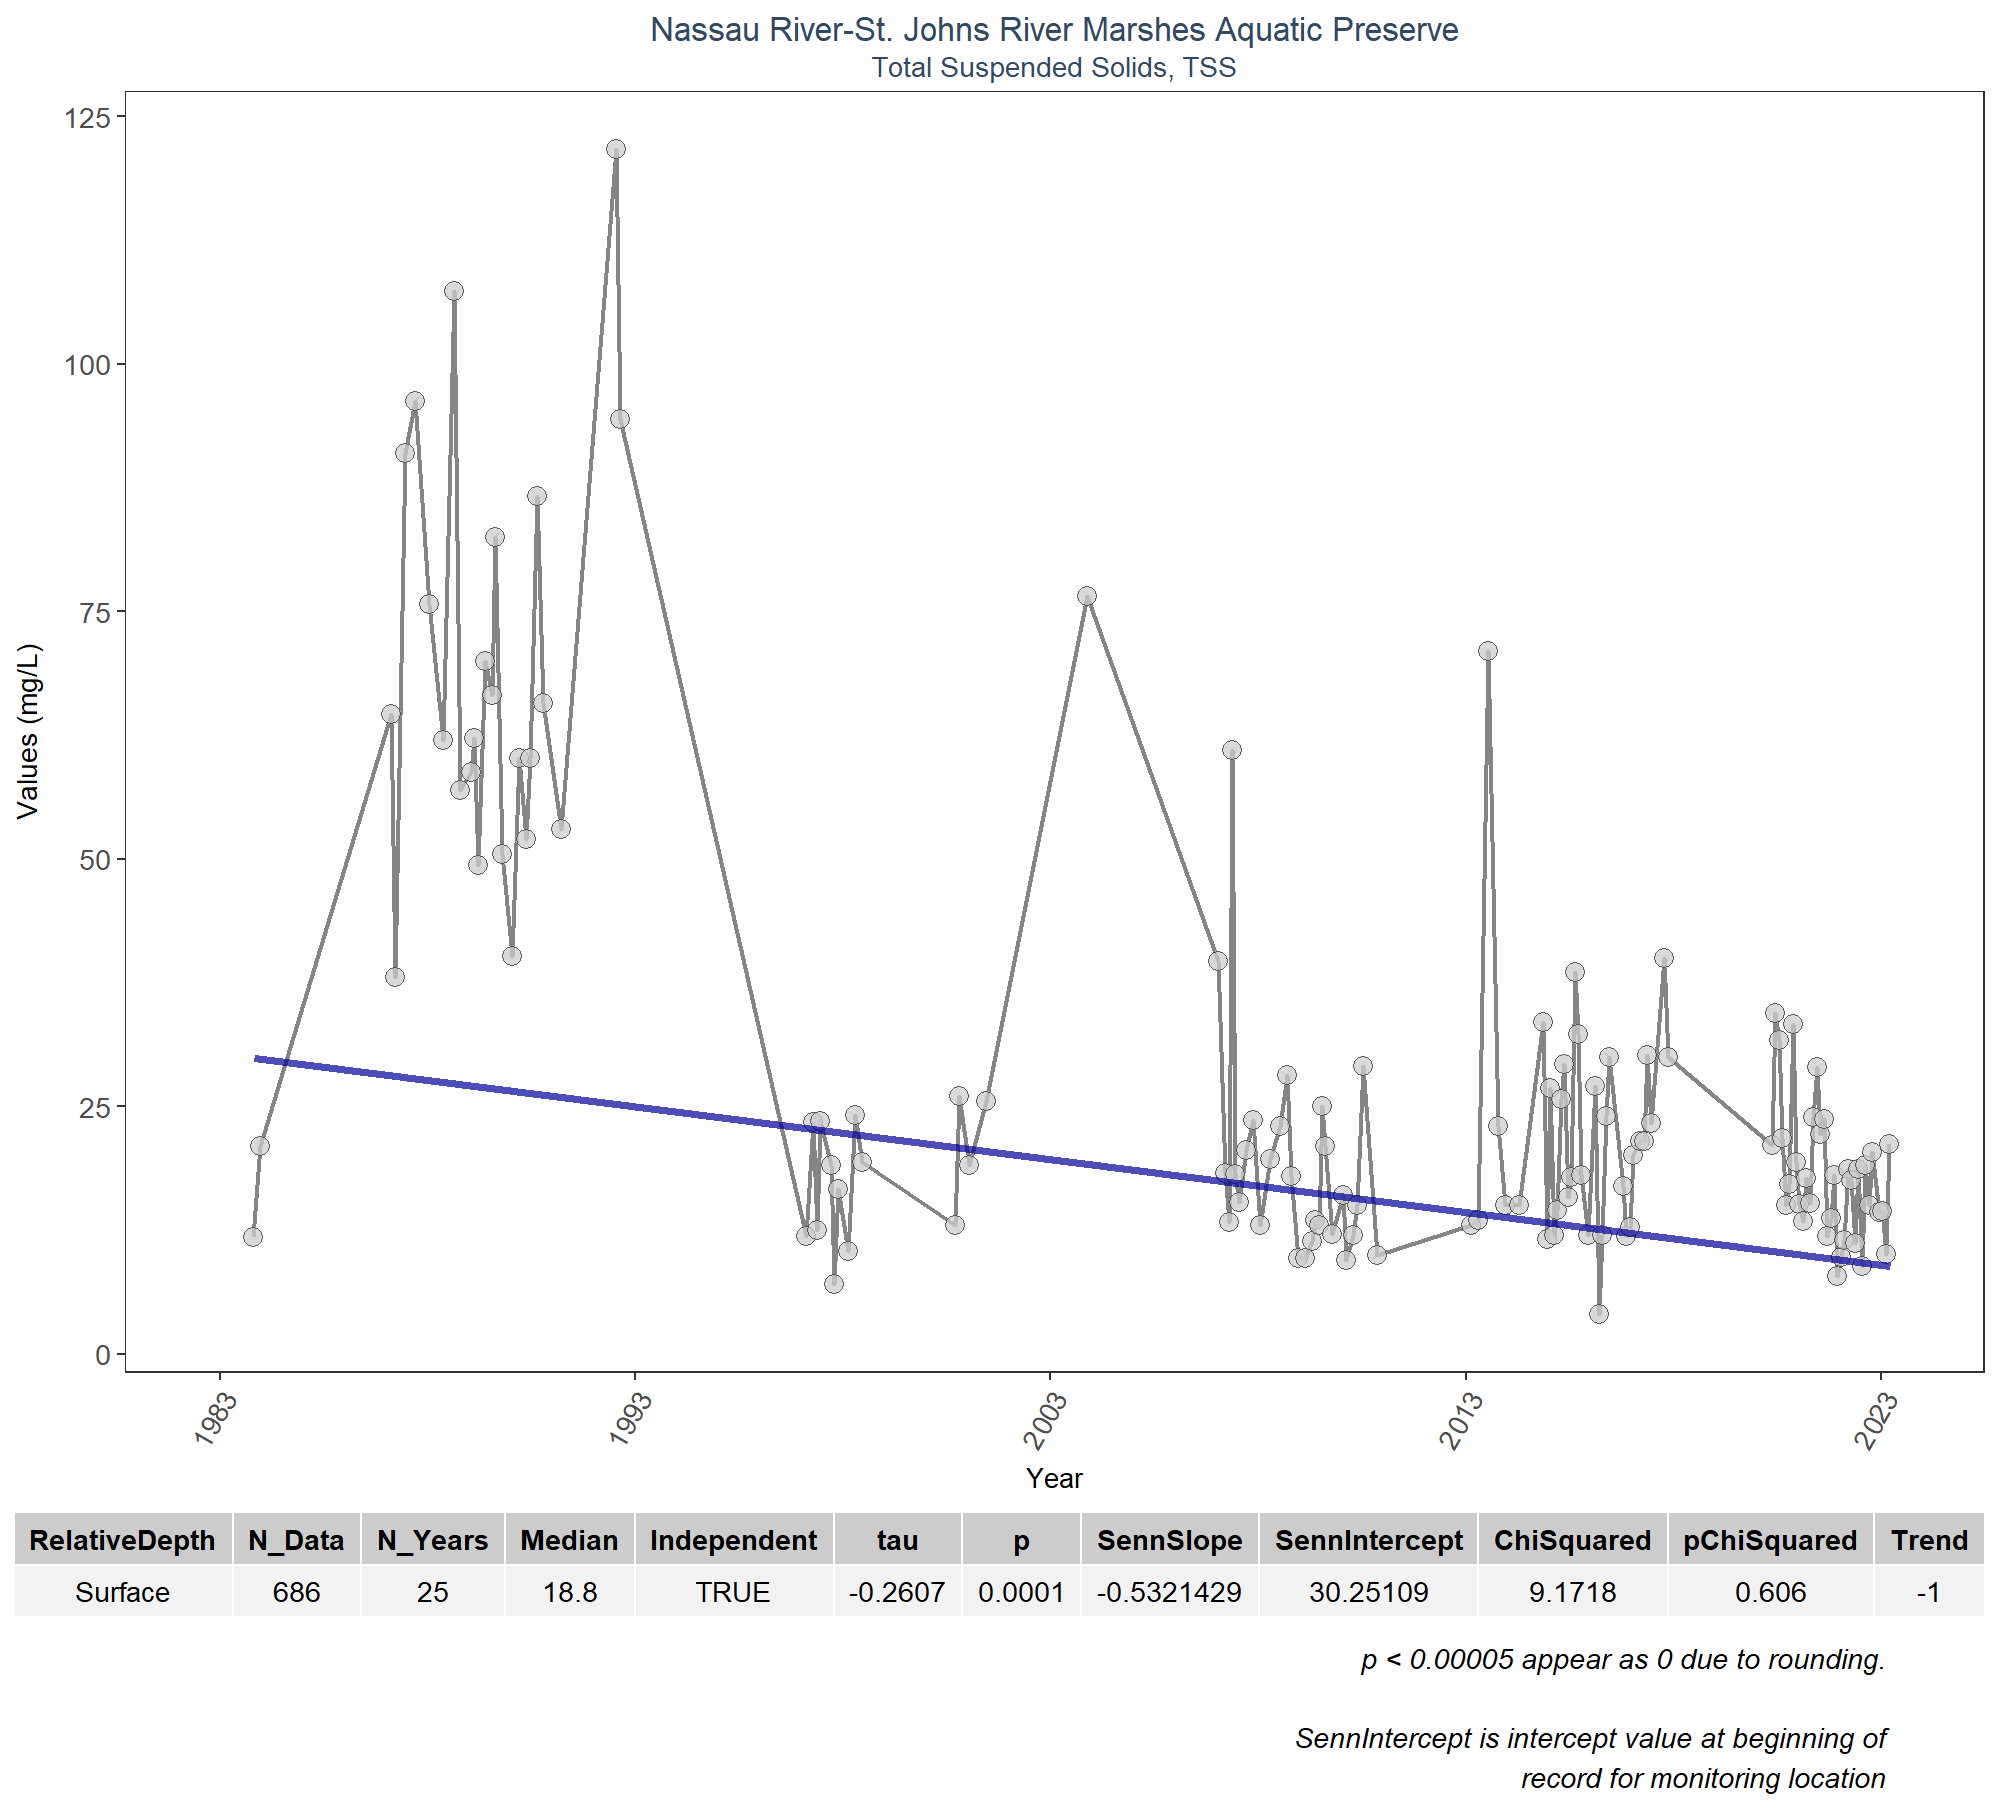 Nassau River-St. Johns River Marshes Aquatic Preserve
Total Suspended Solids, TSS
125
100
75
50
25
0
Values (mg/L)
1983
1993
2003
2013
2023
Year
RelativeDepth N_Data N_Years Median Independent tau p SennSlope SennIntercept ChiSquared pChiSquared Trend
Surface 686 25 18.8 TRUE -0.2607 0.0001 -0.5321429 30.25109 9.1718 0.606 -1
p < 0.00005 appear as 0 due to rounding.
SennIntercept is intercept value at beginning of
record for monitoring location